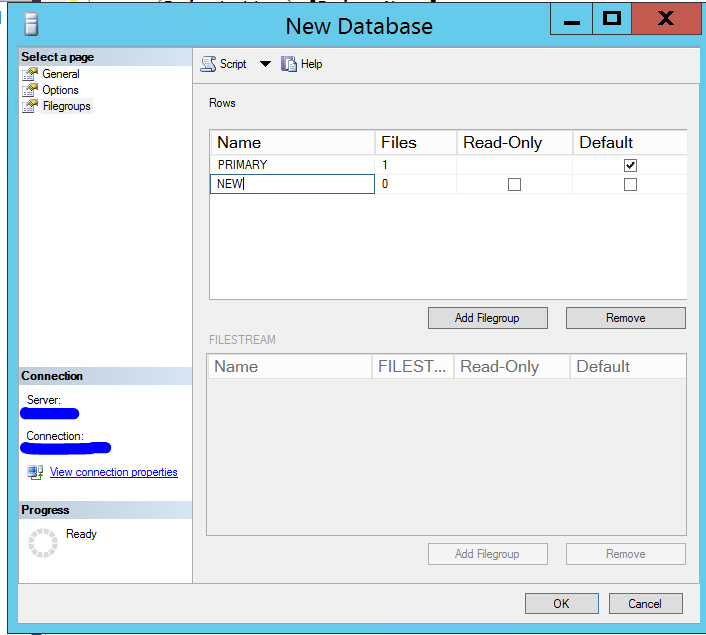 New Database
Select a page
General
Options
Filegroups
Script
Help
Rows
Name Files Read-Only Default
PRIMARY 1
NEW 0
Add Filegroup Remove
FILESTREAM
Name FILEST... Read-Only Default
Add Filegroup Remove
Connection
Server:
Connection:
View connection properties
Progress
Ready
OK Cancel